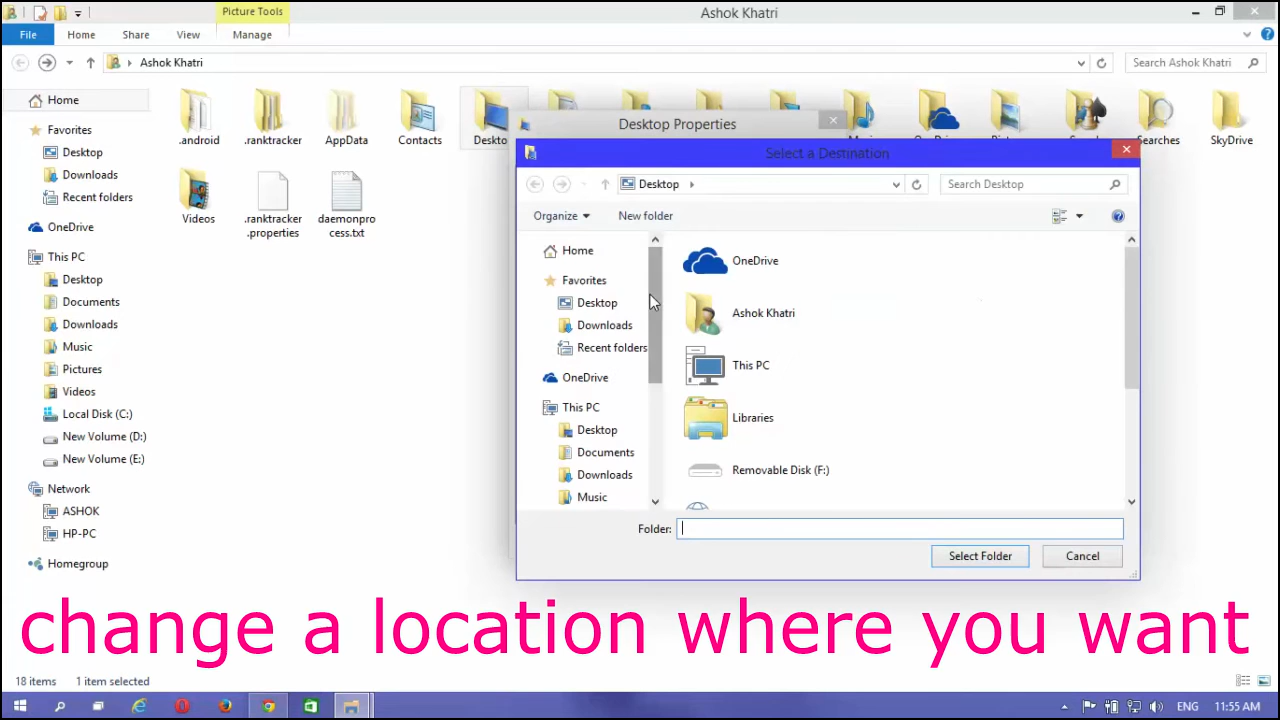 Picture Tools
Ashok Khatri
File
Home
Share
View
Manage
Ashok Khatri
Search Ashok Khatri
Home
Favorites
Desktop
Downloads
Recent folders
OneDrive
This PC
Desktop
Documents
Downloads
Music
Pictures
Videos
Local Disk (C:)
New Volume (D:)
New Volume (E:)
Network
ASHOK
HP-PC
Homegroup
.android
.ranktracker
AppData
Contacts
Deskto
Searches
SkyDrive
Videos
.ranktracker
.properties
daemonpro
cess.txt
Desktop Properties
Select a Destination
Desktop
Search Desktop
Organize
New folder
Home
Favorites
Desktop
Downloads
Recent folders
OneDrive
This PC
Desktop
Documents
Downloads
Music
OneDrive
Ashok Khatri
This PC
Libraries
Removable Disk (F:)
Folder:
Select Folder
Cancel
change a location where you want
18 items
1 item selected
ENG
11:55 AM